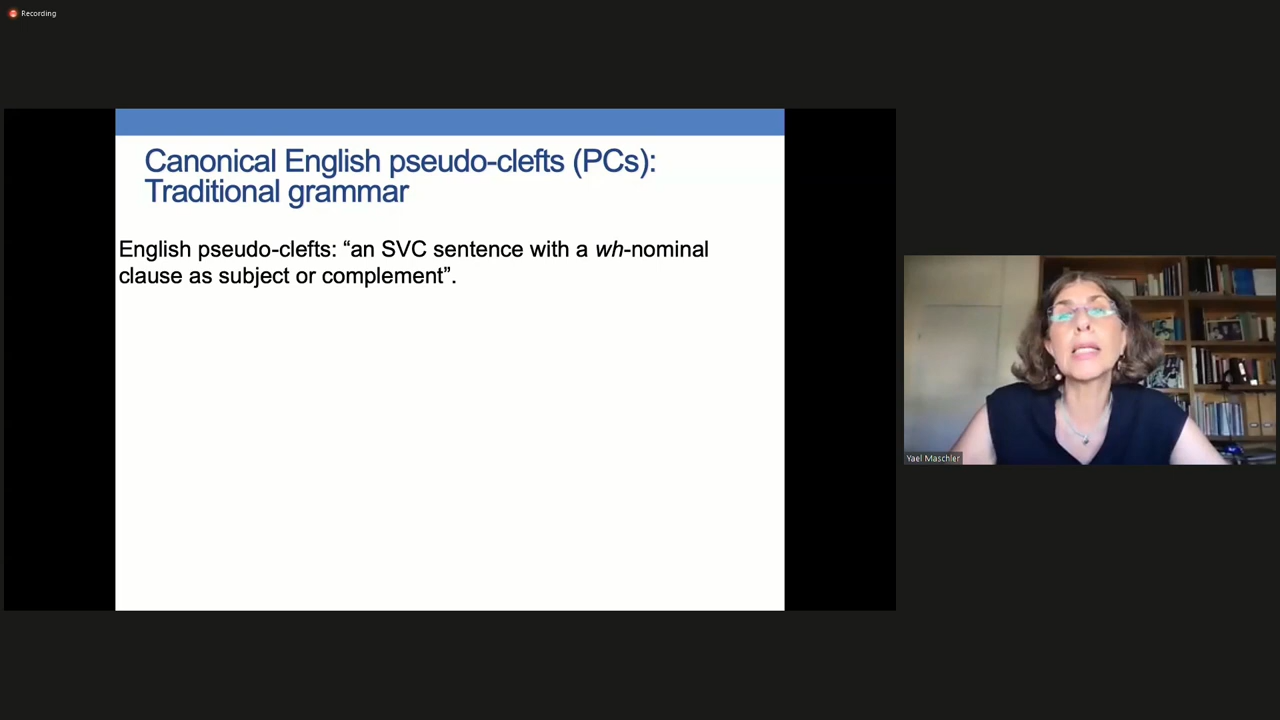 Recording
Canonical English pseudo-clefts (PCs):
Traditional grammar
English pseudo-clefts: “an SVC sentence with a wh-nominal
clause as subject or complement”.
Yael Maschler